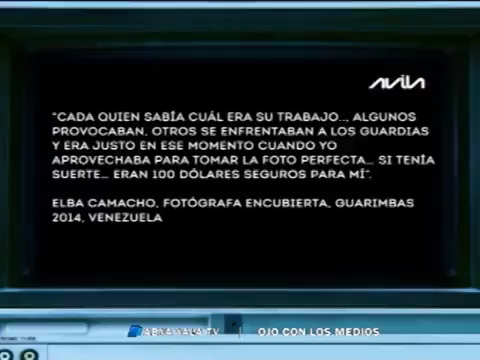 avila
"CADA QUIEN SABÍA CUÁL ERA SU TRABAJO..., ALGUNOS
PROVOCABAN, OTROS SE ENFRENTABAN A LOS GUARDIAS
Y ERA JUSTO EN ESE MOMENTO CUANDO YO
APROVECHABA PARA TOMAR LA FOTO PERFECTA... SI TENÍA
SUERTE... ERAN 100 DÓLARES SEGUROS PARA MÍ".
ELBA CAMACHO, FOTÓGRAFA ENCUBIERTA, GUARIMBAS
2014, VENEZUELA
ABYA YALA TV OJO CON LOS MEDIOS